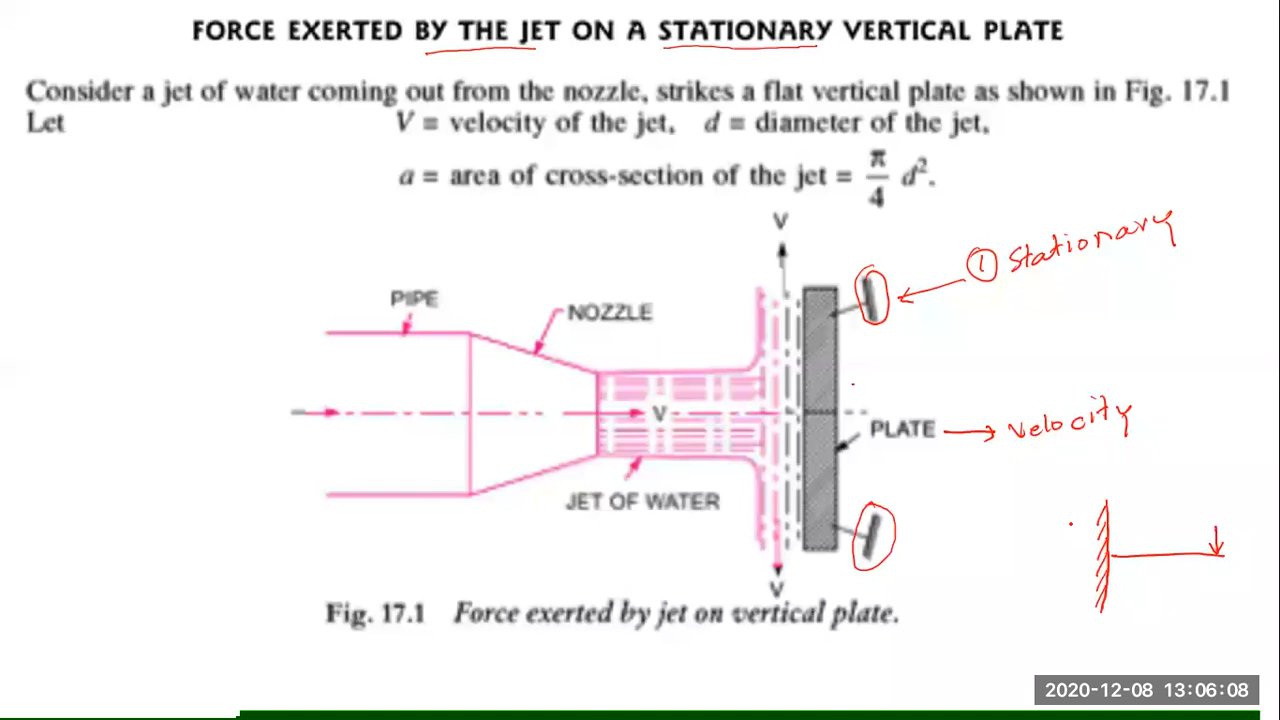 FORCE EXERTED BY THE JET ON A STATIONARY VERTICAL PLATE
Consider a jet of water coming out from the nozzle, strikes a flat vertical plate as shown in Fig. 17.1
Let V = velocity of the jet, d = diameter of the jet,
a = area of cross-section of the jet = π/4 d².
V
① Stationary
PIPE
NOZZLE
V
PLATE → velocity
JET OF WATER
V
Fig. 17.1 Force exerted by jet on vertical plate.
2020-12-08 13:06:08